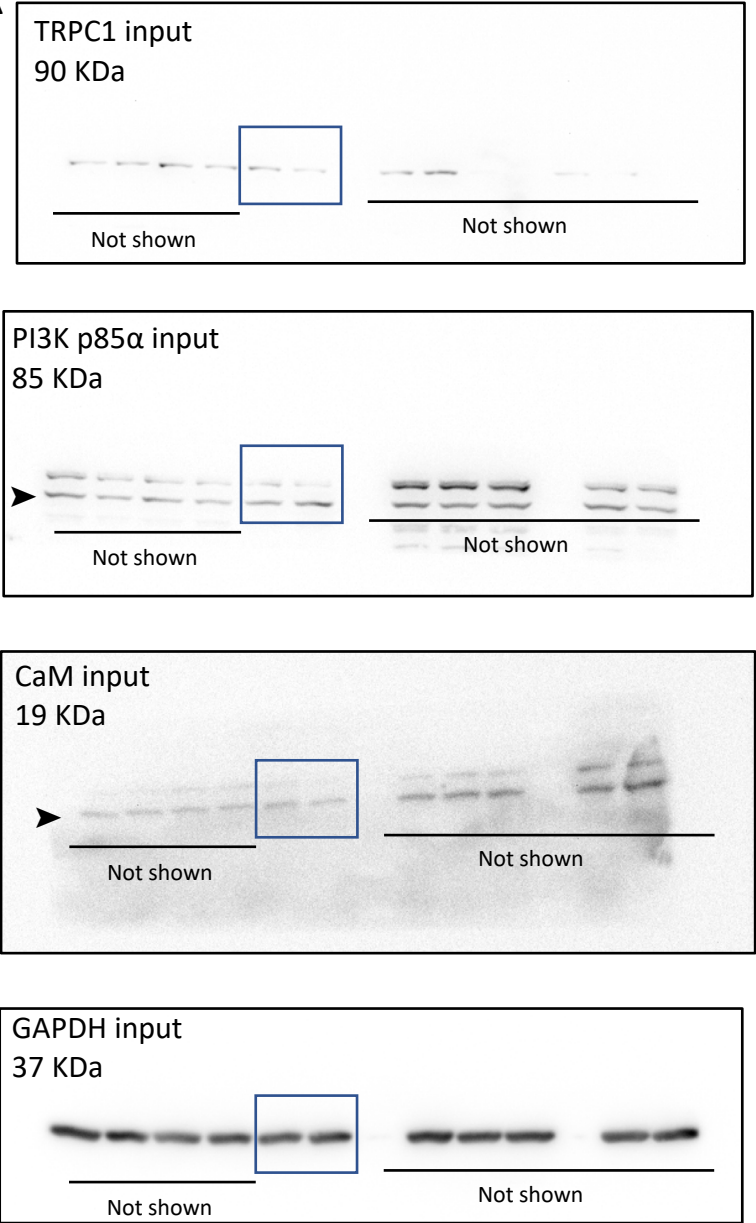 TRPC1 input
90 KDa
Not shown
Not shown
PI3K p85α input
85 KDa
Not shown
Not shown
CaM input
19 KDa
Not shown
Not shown
GAPDH input
37 KDa
Not shown
Not shown